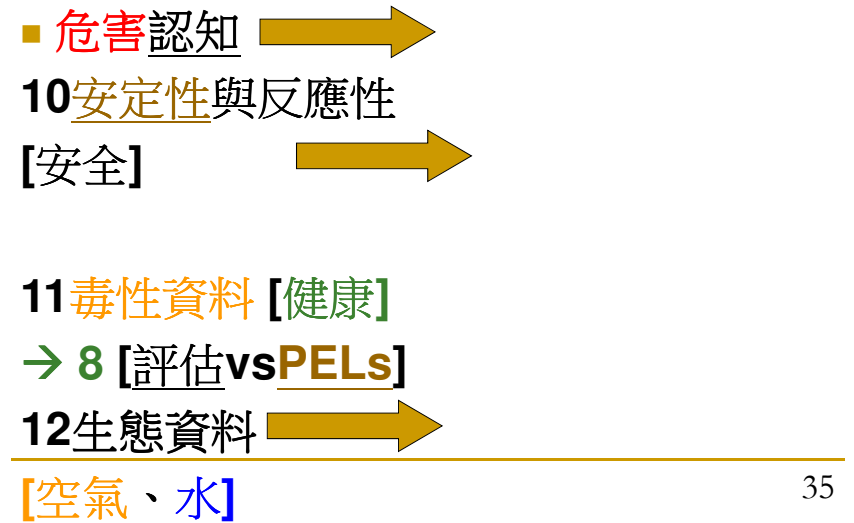 ▪ 危害認知
10安定性與反應性
[安全]
11毒性資料 [健康]
→ 8 [評估vsPELs]
12生態資料
[空氣、水]
35